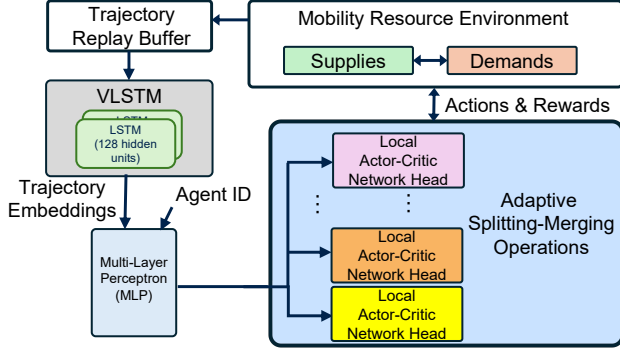 Trajectory
Replay Buffer
Mobility Resource Environment
Supplies
Demands
VLSTM
LSTM
LSTM
(128 hidden
units)
Actions & Rewards
Trajectory
Embeddings
Agent ID
Multi-Layer
Perceptron
(MLP)
Local
Actor-Critic
Network Head
⋮
⋮
Local
Actor-Critic
Network Head
Local
Actor-Critic
Network Head
Adaptive
Splitting-Merging
Operations